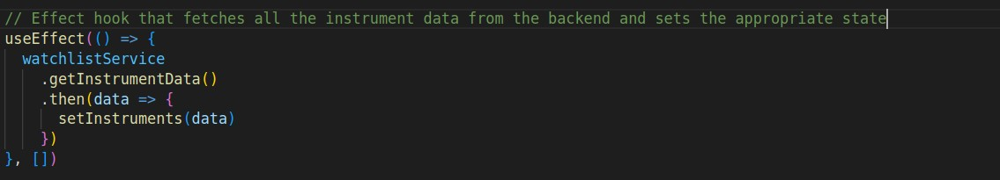 // Effect hook that fetches all the instrument data from the backend and sets the appropriate state
useEffect(() => {
  watchlistService
    .getInstrumentData()
    .then(data => {
      setInstruments(data)
    })
}, [])